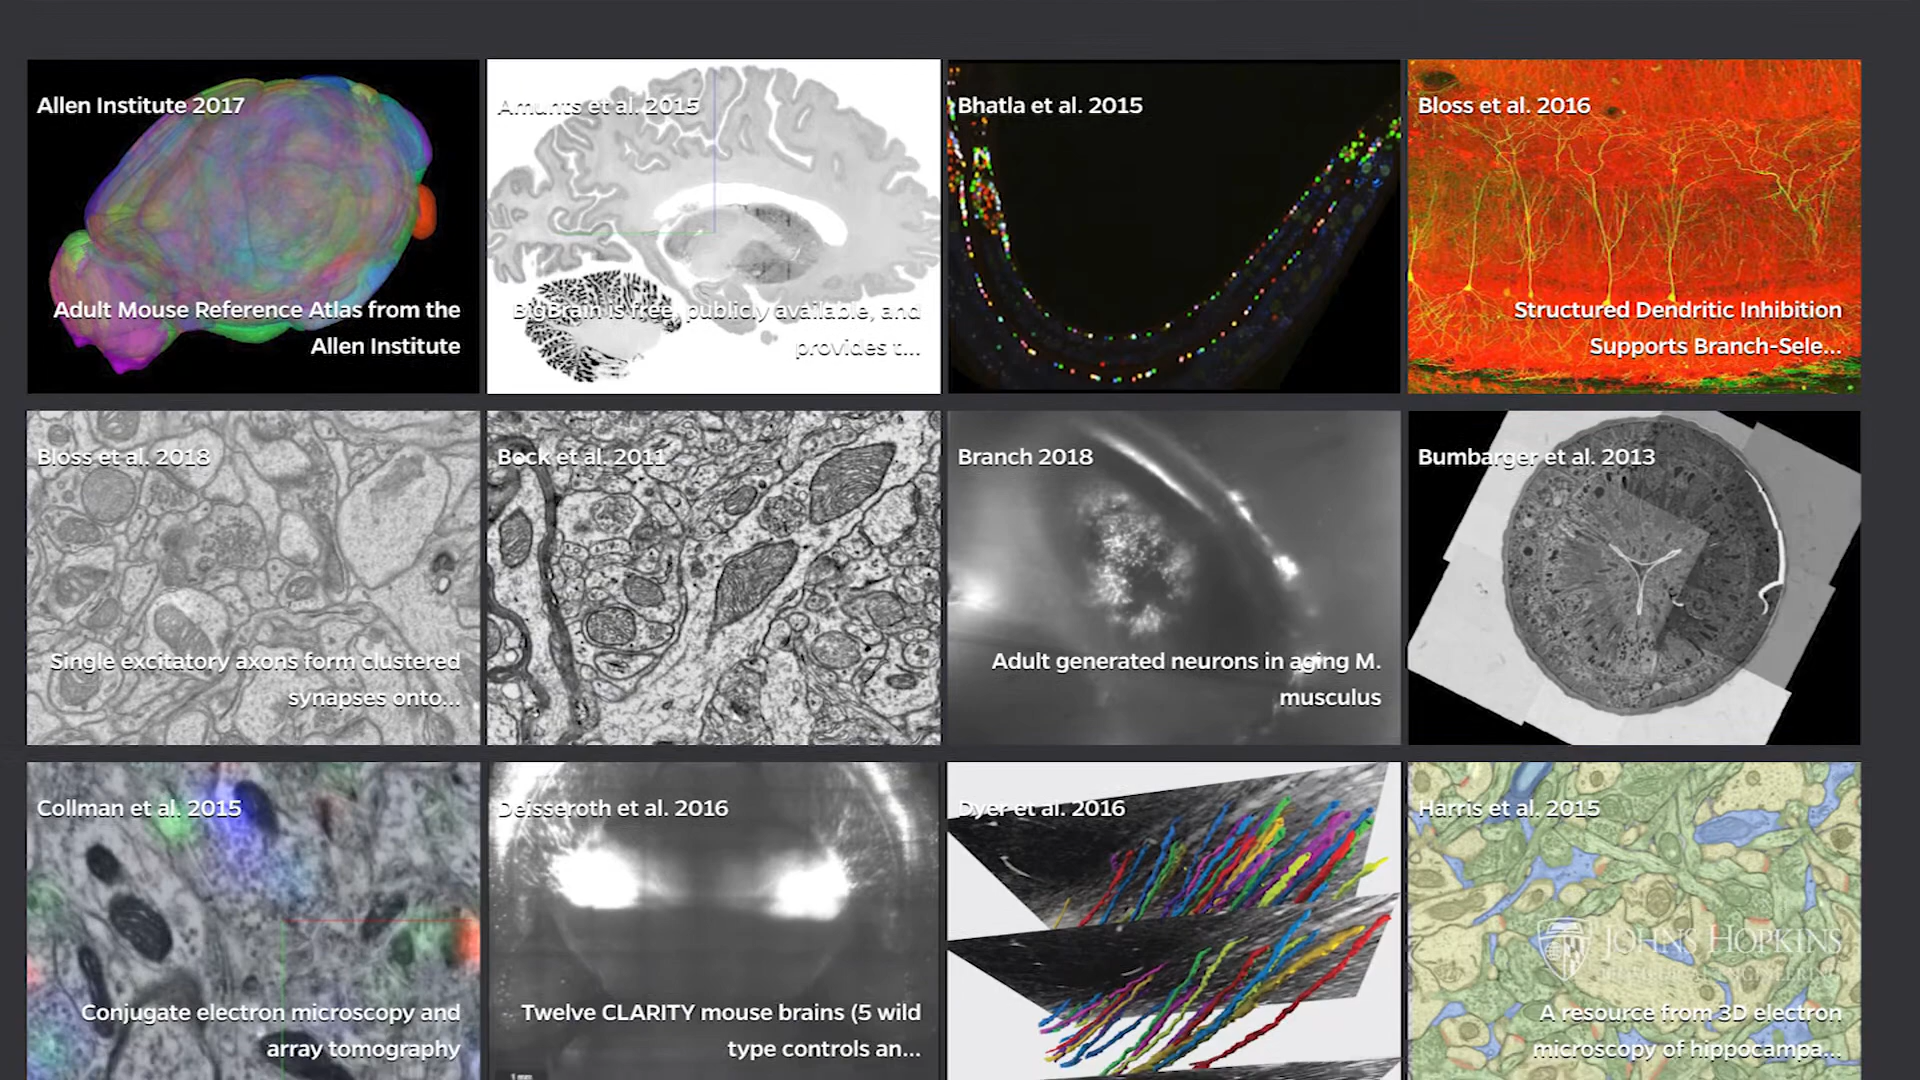 Allen Institute 2017
Adult Mouse Reference Atlas from the
Allen Institute
Amunts et al. 2015
BigBrain is free, publicly available, and
provides t...
Bhatla et al. 2015
Bloss et al. 2016
Structured Dendritic Inhibition
Supports Branch-Sele...
Bloss et al. 2018
Single excitatory axons form clustered
synapses onto...
Bock et al. 2011
Branch 2018
Adult generated neurons in aging M.
musculus
Bumbarger et al. 2013
Collman et al. 2015
Conjugate electron microscopy and
array tomography
Deisseroth et al. 2016
Twelve CLARITY mouse brains (5 wild
type controls an...
1 mm
Dyer et al. 2016
Harris et al. 2015
JOHNS HOPKINS
BIOMEDICAL ENGINEERING
A resource from 3D electron
microscopy of hippocampa...